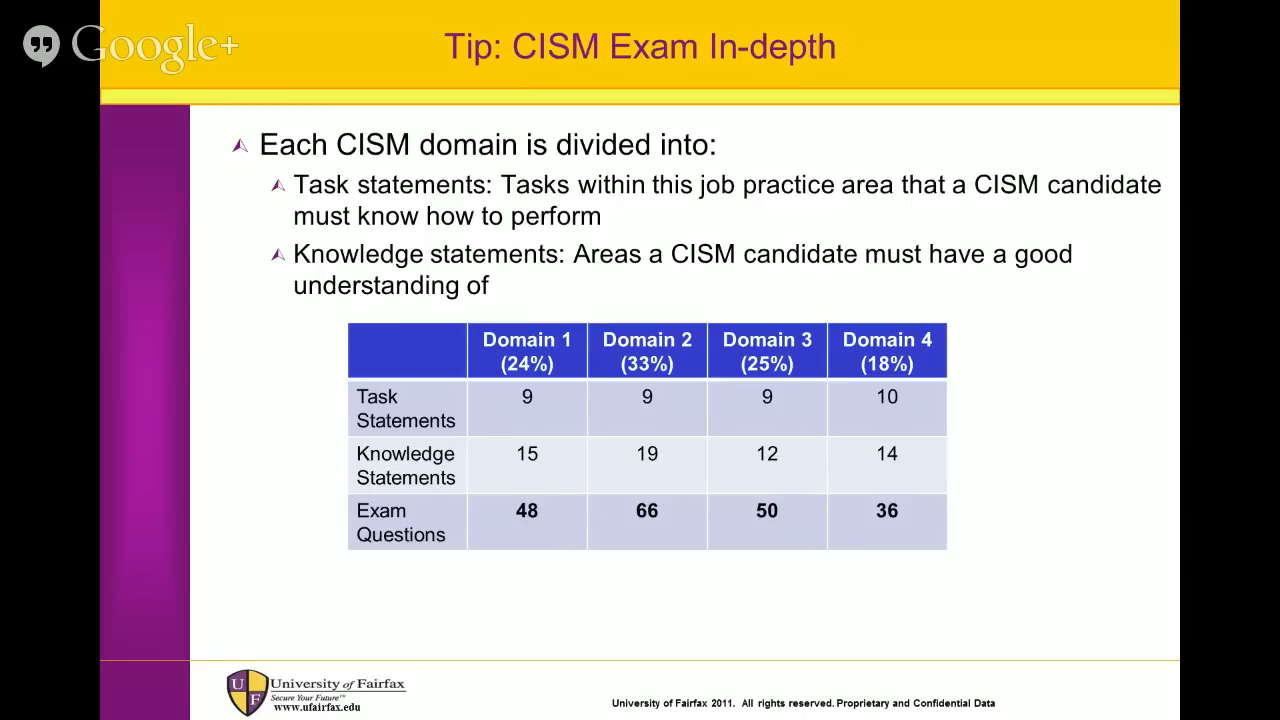 Google+
Tip: CISM Exam In-depth
Each CISM domain is divided into:
Task statements: Tasks within this job practice area that a CISM candidate
must know how to perform
Knowledge statements: Areas a CISM candidate must have a good
understanding of
Domain 1 Domain 2 Domain 3 Domain 4
(24%) (33%) (25%) (18%)
Task Statements 9 9 9 10
Knowledge Statements 15 19 12 14
Exam Questions 48 66 50 36
U F
University of Fairfax
Secure Your Future™
www.ufairfax.edu
University of Fairfax 2011. All rights reserved. Proprietary and Confidential Data